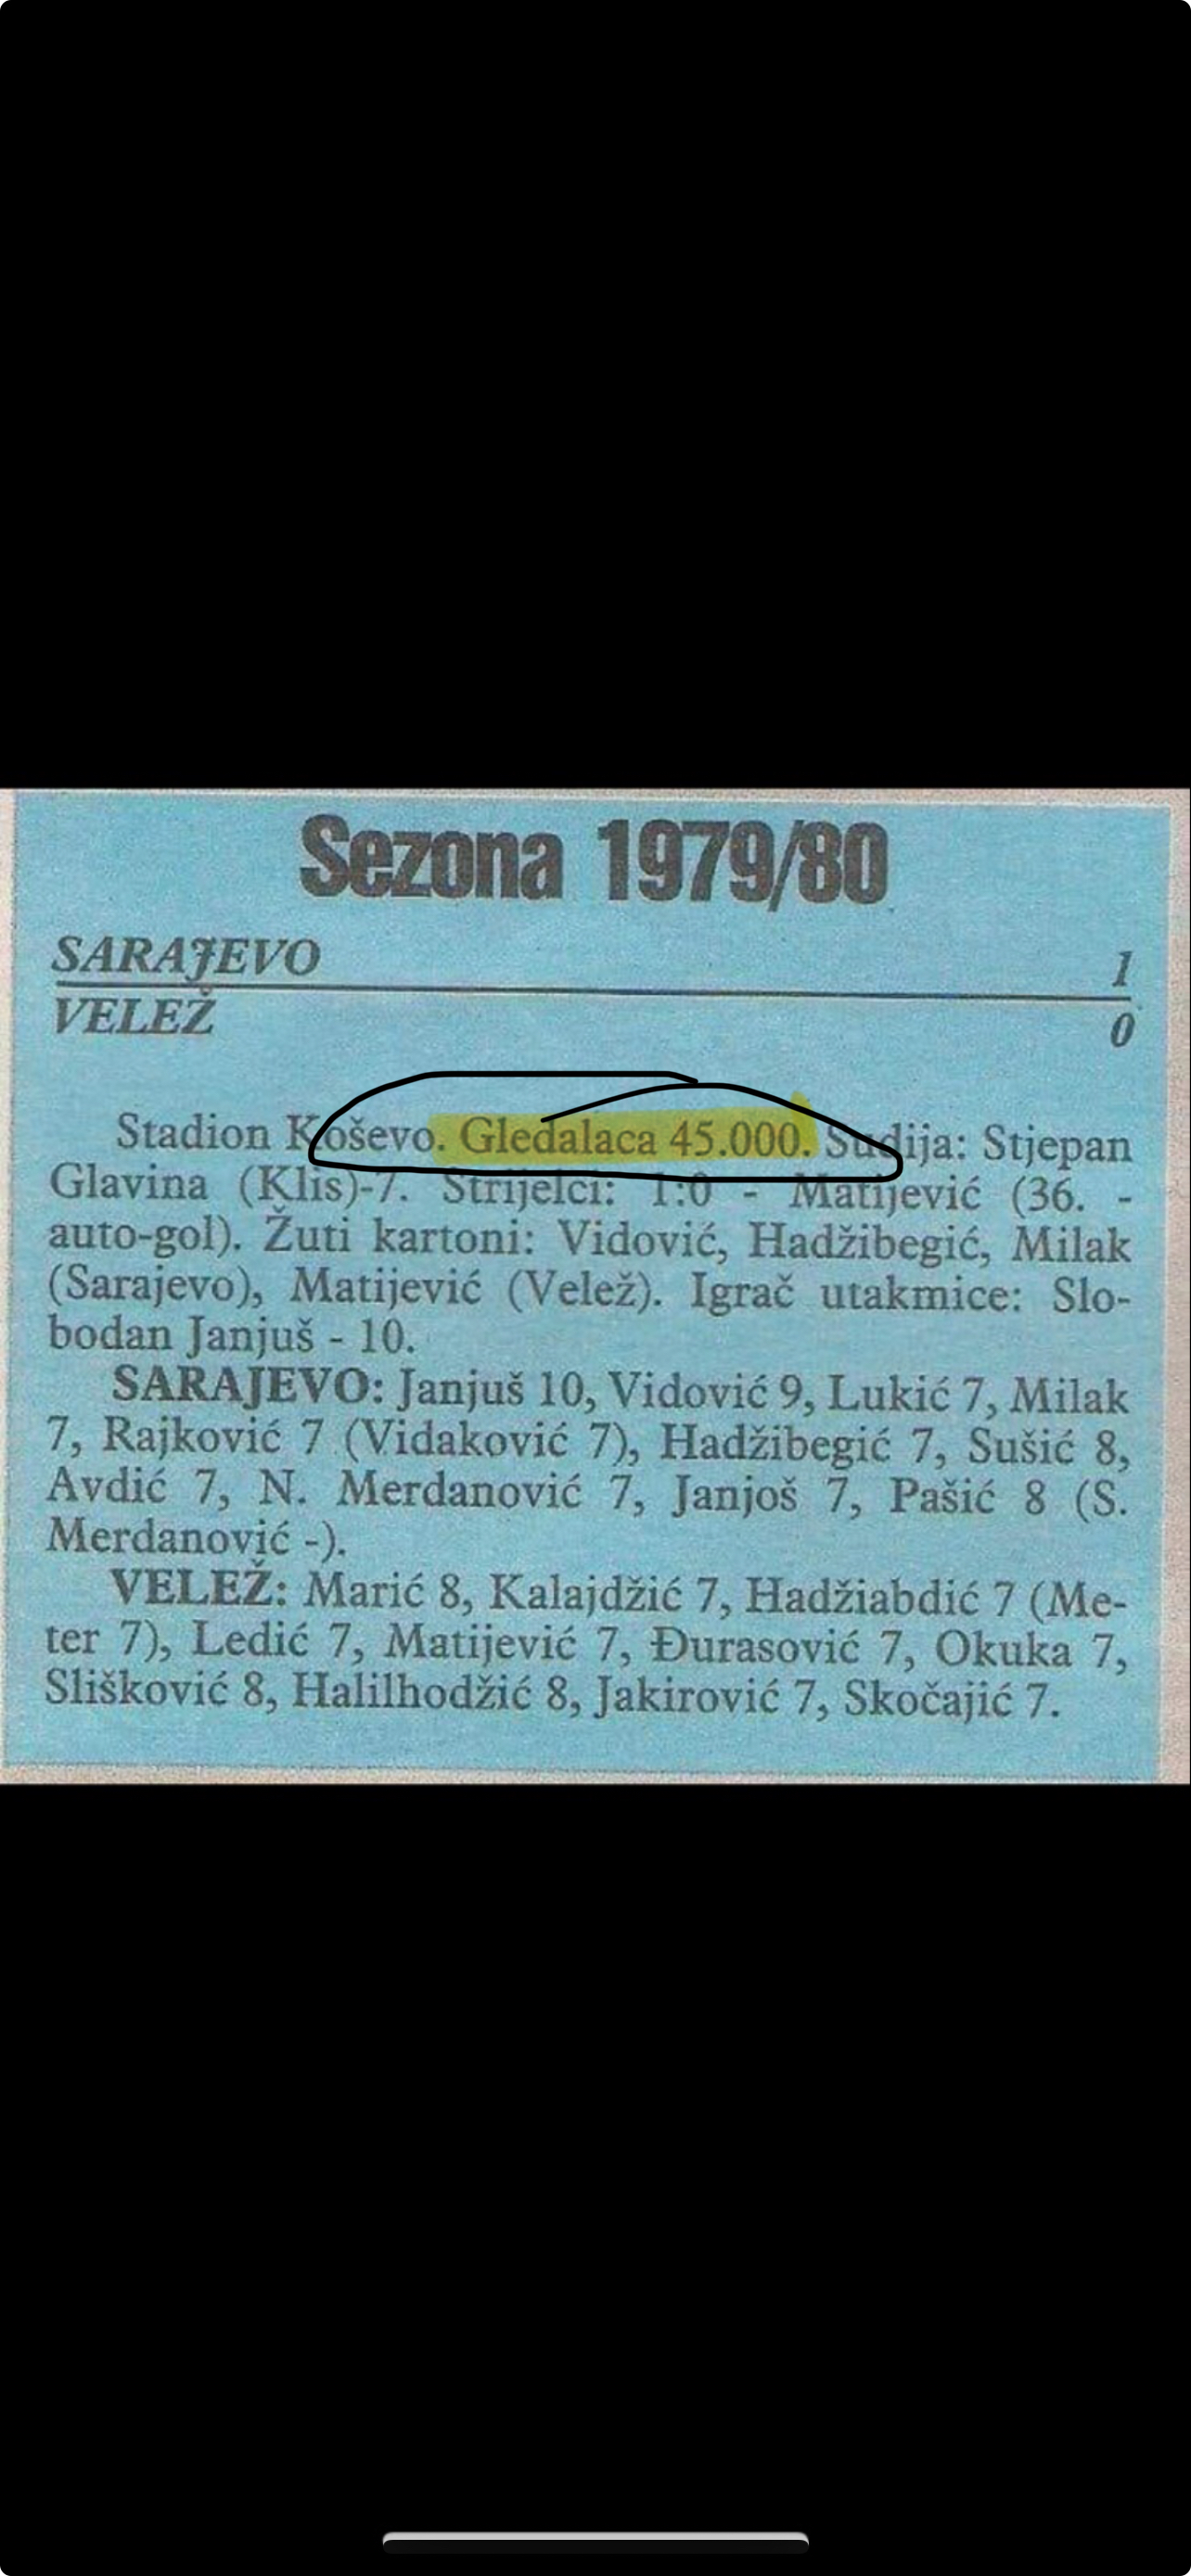 Sezona 1979/80
SARAJEVO 1
VELEŽ 0
Stadion Koševo. Gledalaca 45.000. Sudija: Stjepan
Glavina (Klis)-7. Strijelci: 1:0 - Matijević (36. -
auto-gol). Žuti kartoni: Vidović, Hadžibegić, Milak
(Sarajevo), Matijević (Velež). Igrač utakmice: Slo-
bodan Janjuš - 10.
SARAJEVO: Janjuš 10, Vidović 9, Lukić 7, Milak
7, Rajković 7 (Vidaković 7), Hadžibegić 7, Sušić 8,
Avdić 7, N. Merdanović 7, Janjoš 7, Pašić 8 (S.
Merdanović -).
VELEŽ: Marić 8, Kalajdžić 7, Hadžiabdić 7 (Me-
ter 7), Ledić 7, Matijević 7, Đurasović 7, Okuka 7,
Slišković 8, Halilhodžić 8, Jakirović 7, Skočajić 7.